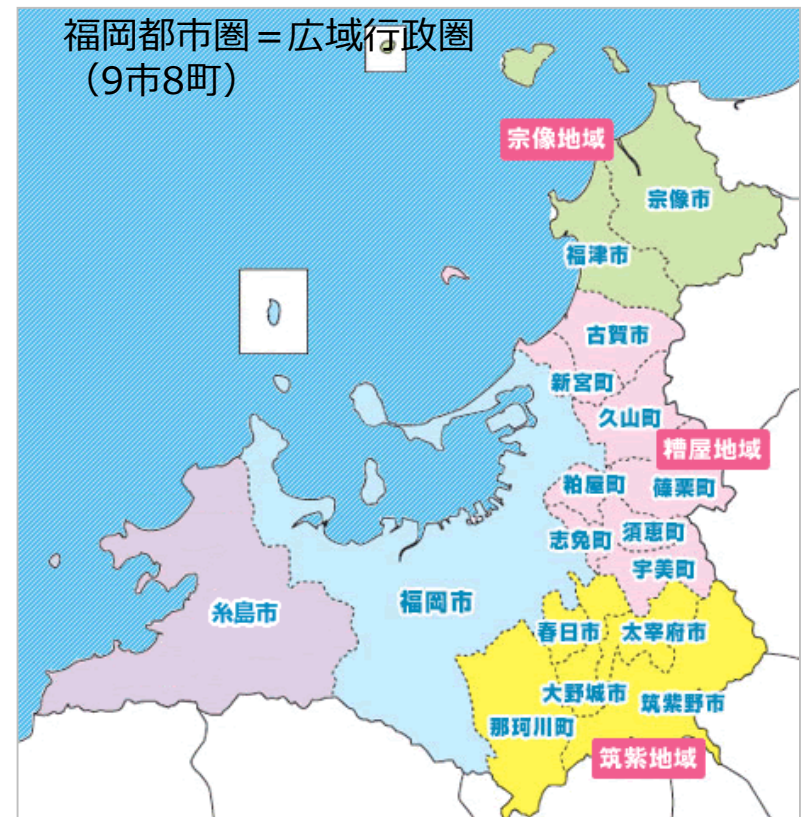 福岡都市圏＝広域行政圏
（9市8町）
宗像地域
宗像市
福津市
古賀市
新宮町
久山町
糟屋地域
粕屋町
篠栗町
志免町
須恵町
宇美町
福岡市
糸島市
春日市
太宰府市
大野城市
筑紫野市
那珂川町
筑紫地域